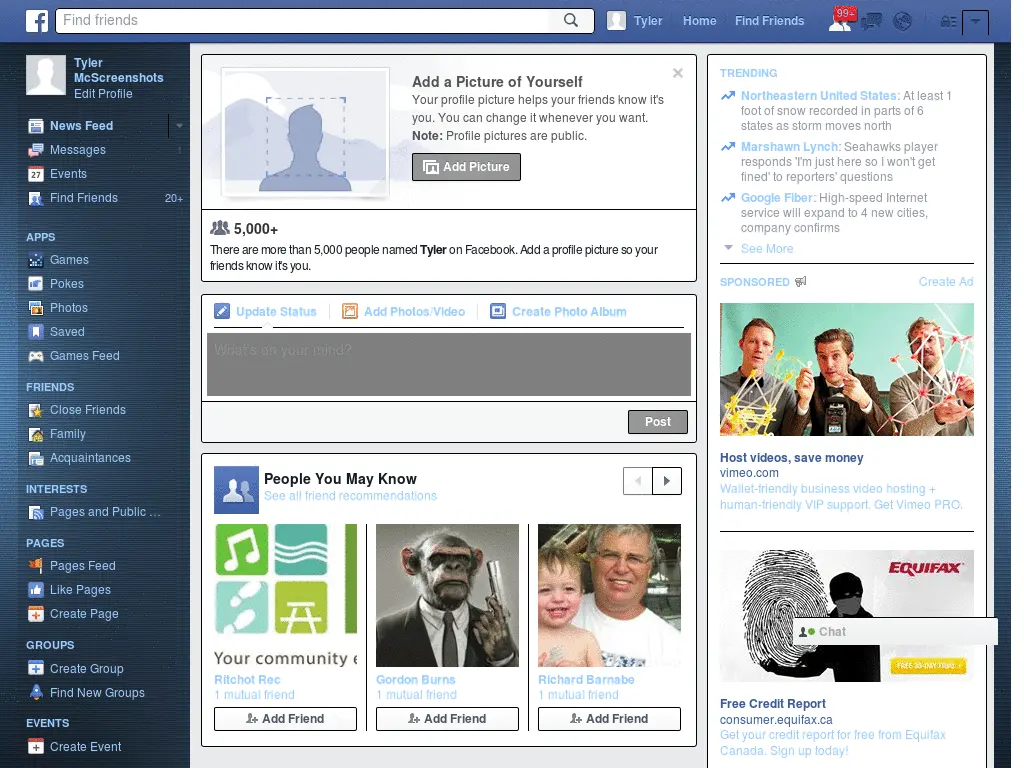 Find friends
Tyler
Home
Find Friends
99+
Tyler
McScreenshots
Edit Profile
News Feed
Messages
27
Events
Find Friends
20+
APPS
Games
Pokes
Photos
Saved
Games Feed
FRIENDS
Close Friends
Family
Acquaintances
INTERESTS
Pages and Public ...
PAGES
Pages Feed
Like Pages
Create Page
GROUPS
Create Group
Find New Groups
EVENTS
Create Event
Add a Picture of Yourself
Your profile picture helps your friends know it's
you. You can change it whenever you want.
Note: Profile pictures are public.
Add Picture
5,000+
There are more than 5,000 people named Tyler on Facebook. Add a profile picture so your
friends know it's you.
Update Status
Add Photos/Video
Create Photo Album
What's on your mind?
Post
People You May Know
See all friend recommendations
Your community e
Ritchot Rec
1 mutual friend
Add Friend
Gordon Burns
1 mutual friend
Add Friend
Richard Barnabe
1 mutual friend
Add Friend
TRENDING
Northeastern United States: At least 1
foot of snow recorded in parts of 6
states as storm moves north
Marshawn Lynch: Seahawks player
responds 'I'm just here so I won't get
fined' to reporters' questions
Google Fiber: High-speed Internet
service will expand to 4 new cities,
company confirms
See More
SPONSORED
Create Ad
Host videos, save money
vimeo.com
Wallet-friendly business video hosting +
human-friendly VIP support. Get Vimeo PRO.
EQUIFAX
Chat
FREE 30-DAY TRIAL
Free Credit Report
consumer.equifax.ca
Get your credit report for free from Equifax
Canada. Sign up today!